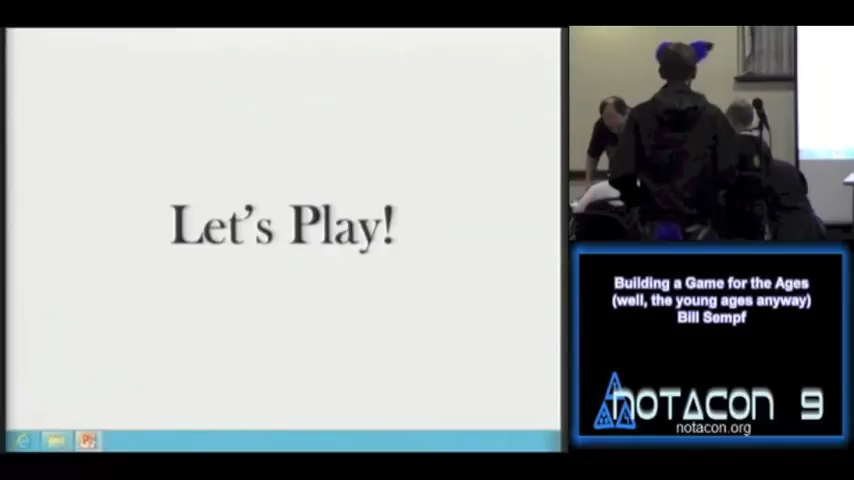 Let's Play!
Building a Game for the Ages
(well, the young ages anyway)
Bill Sempf
NOTACON 9
notacon.org